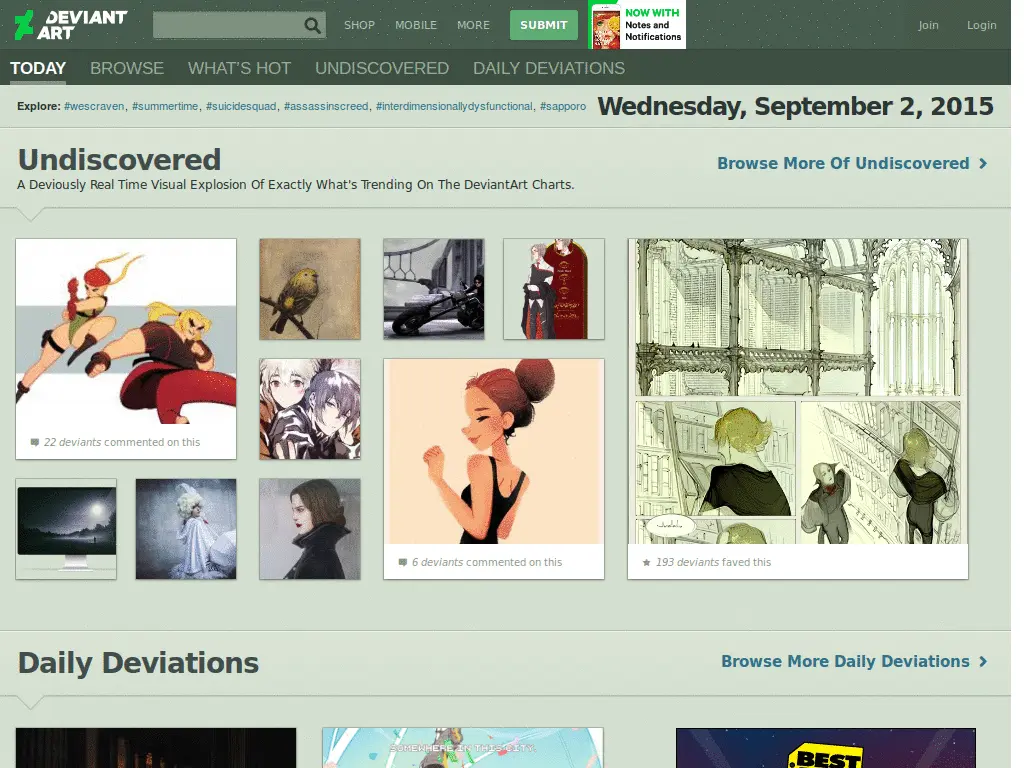 DEVIANT ART
SHOP MOBILE MORE SUBMIT
NOW WITH
Notes and
Notifications
Join Login
TODAY BROWSE WHAT'S HOT UNDISCOVERED DAILY DEVIATIONS
Explore: #wescraven, #summertime, #suicidesquad, #assassinscreed, #interdimensionallydysfunctional, #sapporo
Wednesday, September 2, 2015
Undiscovered
Browse More Of Undiscovered
A Deviously Real Time Visual Explosion Of Exactly What's Trending On The DeviantArt Charts.
22 deviants commented on this
6 deviants commented on this
193 deviants faved this
Daily Deviations
Browse More Daily Deviations
SOMEWHERE IN THIS CITY.
BEST